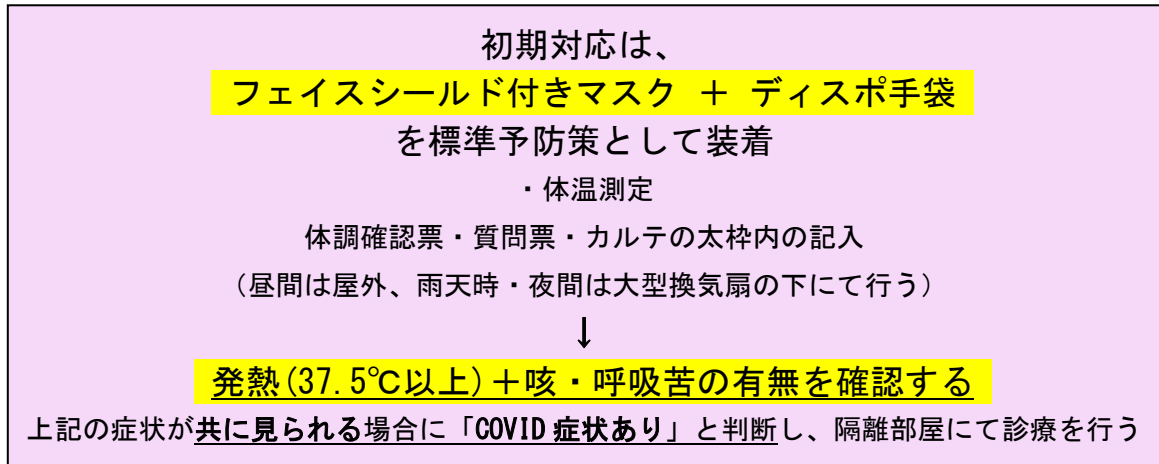 初期対応は、
フェイスシールド付きマスク + ディスポ手袋
を標準予防策として装着
・体温測定
体調確認票・質問票・カルテの太枠内の記入
（昼間は屋外、雨天時・夜間は大型換気扇の下にて行う）
↓
発熱(37.5℃以上)＋咳・呼吸苦の有無を確認する
上記の症状が共に見られる場合に「COVID 症状あり」と判断し、隔離部屋にて診療を行う